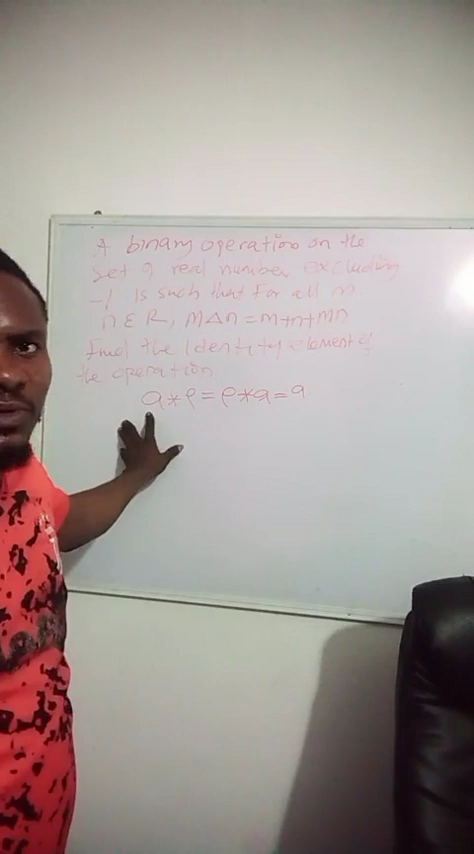 A binary operation on the
set of real number excluding
-1 is such that for all m
n ε R, m△n = m+n+mn
Find the Identity element of
the operation
a * e = e * a = a